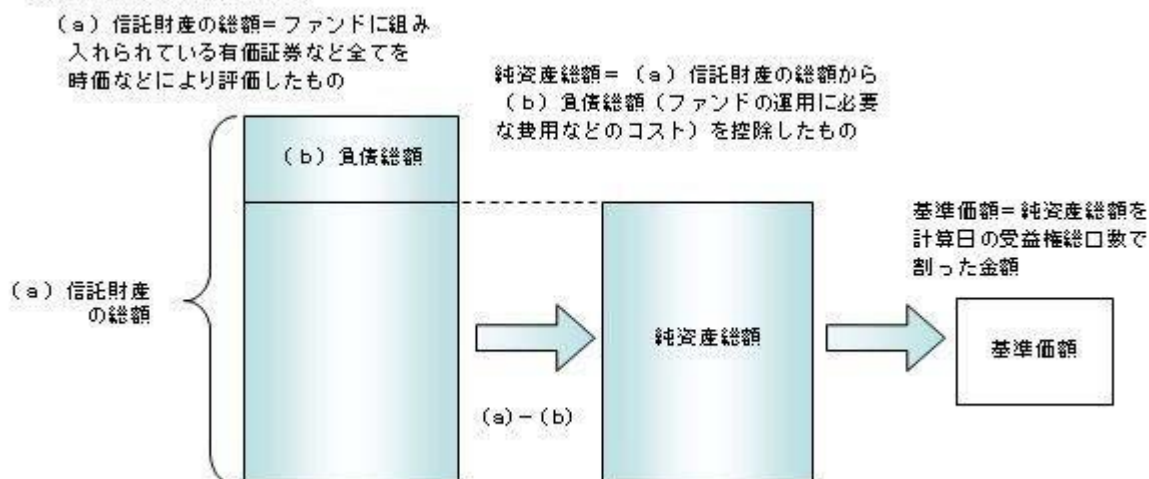 (a)信託財産の総額=ファンドに組み
入れられている有価証券など全てを
時価などにより評価したもの
純資産総額=(a)信託財産の総額から
(b)負債総額(ファンドの運用に必要
な費用などのコスト)を控除したもの
(b)負債総額
基準価額=純資産総額を
計算日の受益権総口数で
割った金額
(a)信託財産
の総額
純資産総額
基準価額
(a)-(b)